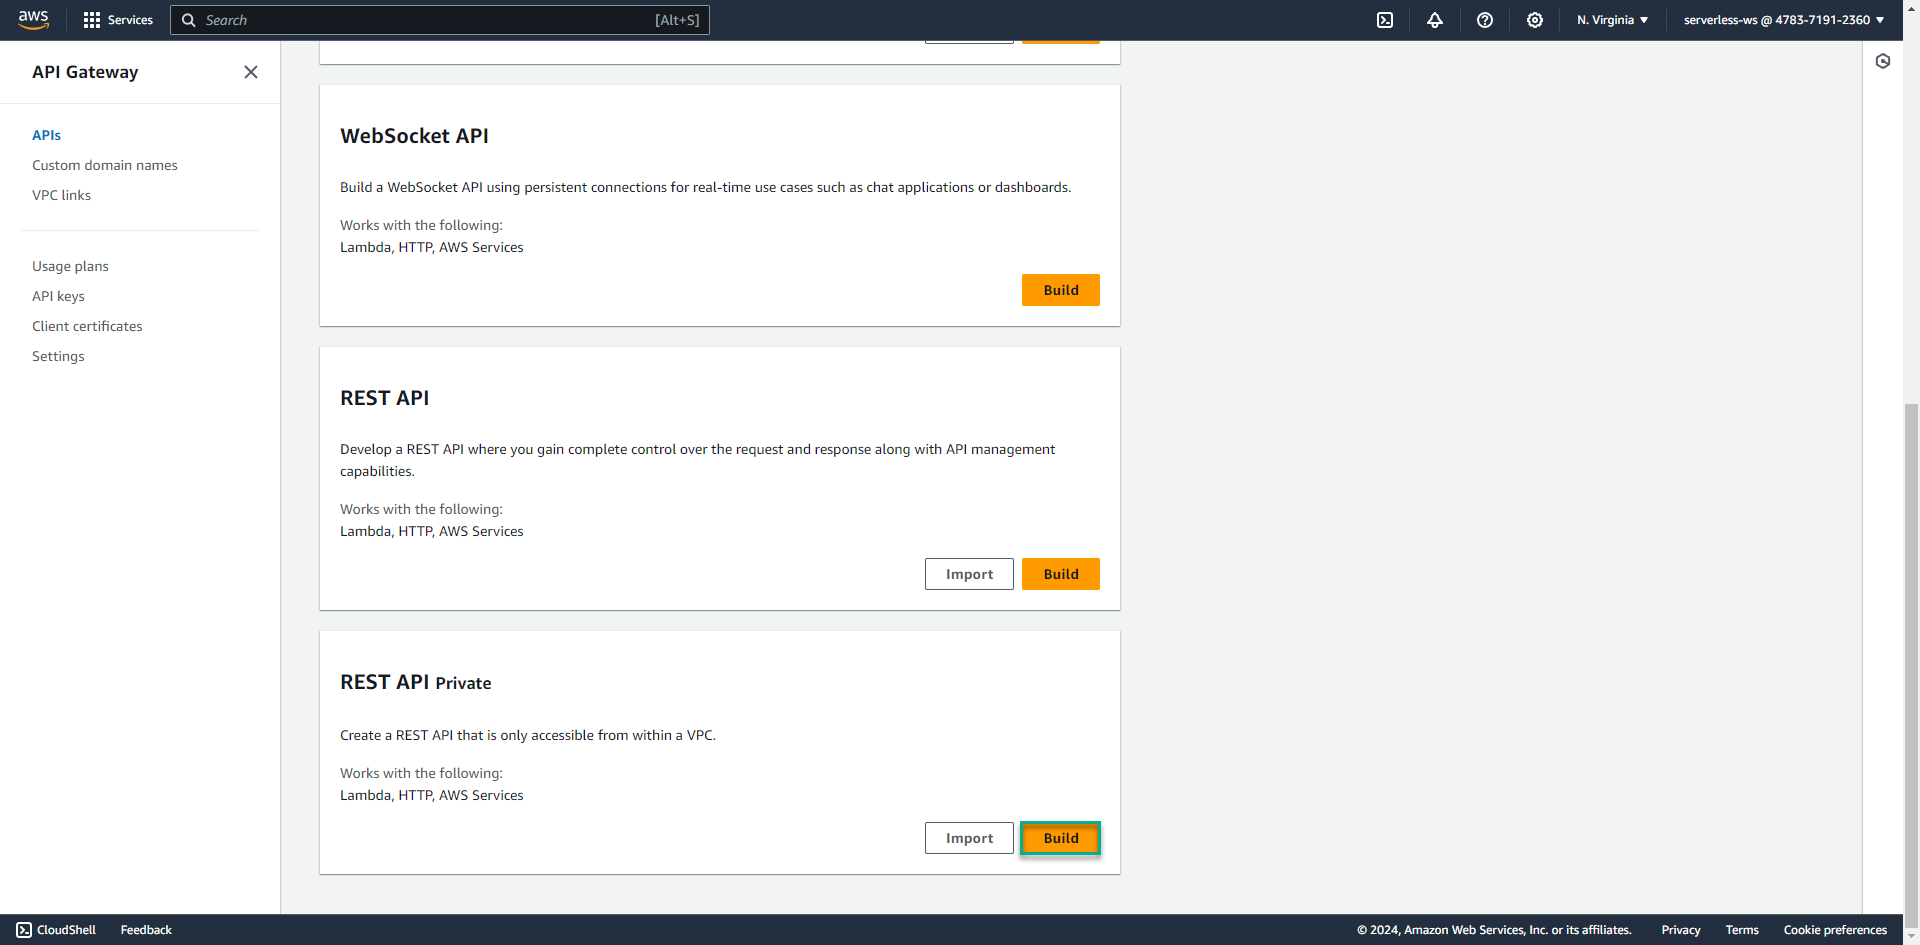 aws
Services
Search
[Alt+S]
N. Virginia
serverless-ws @ 4783-7191-2360
API Gateway
APIs
Custom domain names
VPC links
Usage plans
API keys
Client certificates
Settings
WebSocket API
Build a WebSocket API using persistent connections for real-time use cases such as chat applications or dashboards.
Works with the following:
Lambda, HTTP, AWS Services
Build
REST API
Develop a REST API where you gain complete control over the request and response along with API management
capabilities.
Works with the following:
Lambda, HTTP, AWS Services
Import
Build
REST API Private
Create a REST API that is only accessible from within a VPC.
Works with the following:
Lambda, HTTP, AWS Services
Import
Build
CloudShell
Feedback
© 2024, Amazon Web Services, Inc. or its affiliates.
Privacy
Terms
Cookie preferences